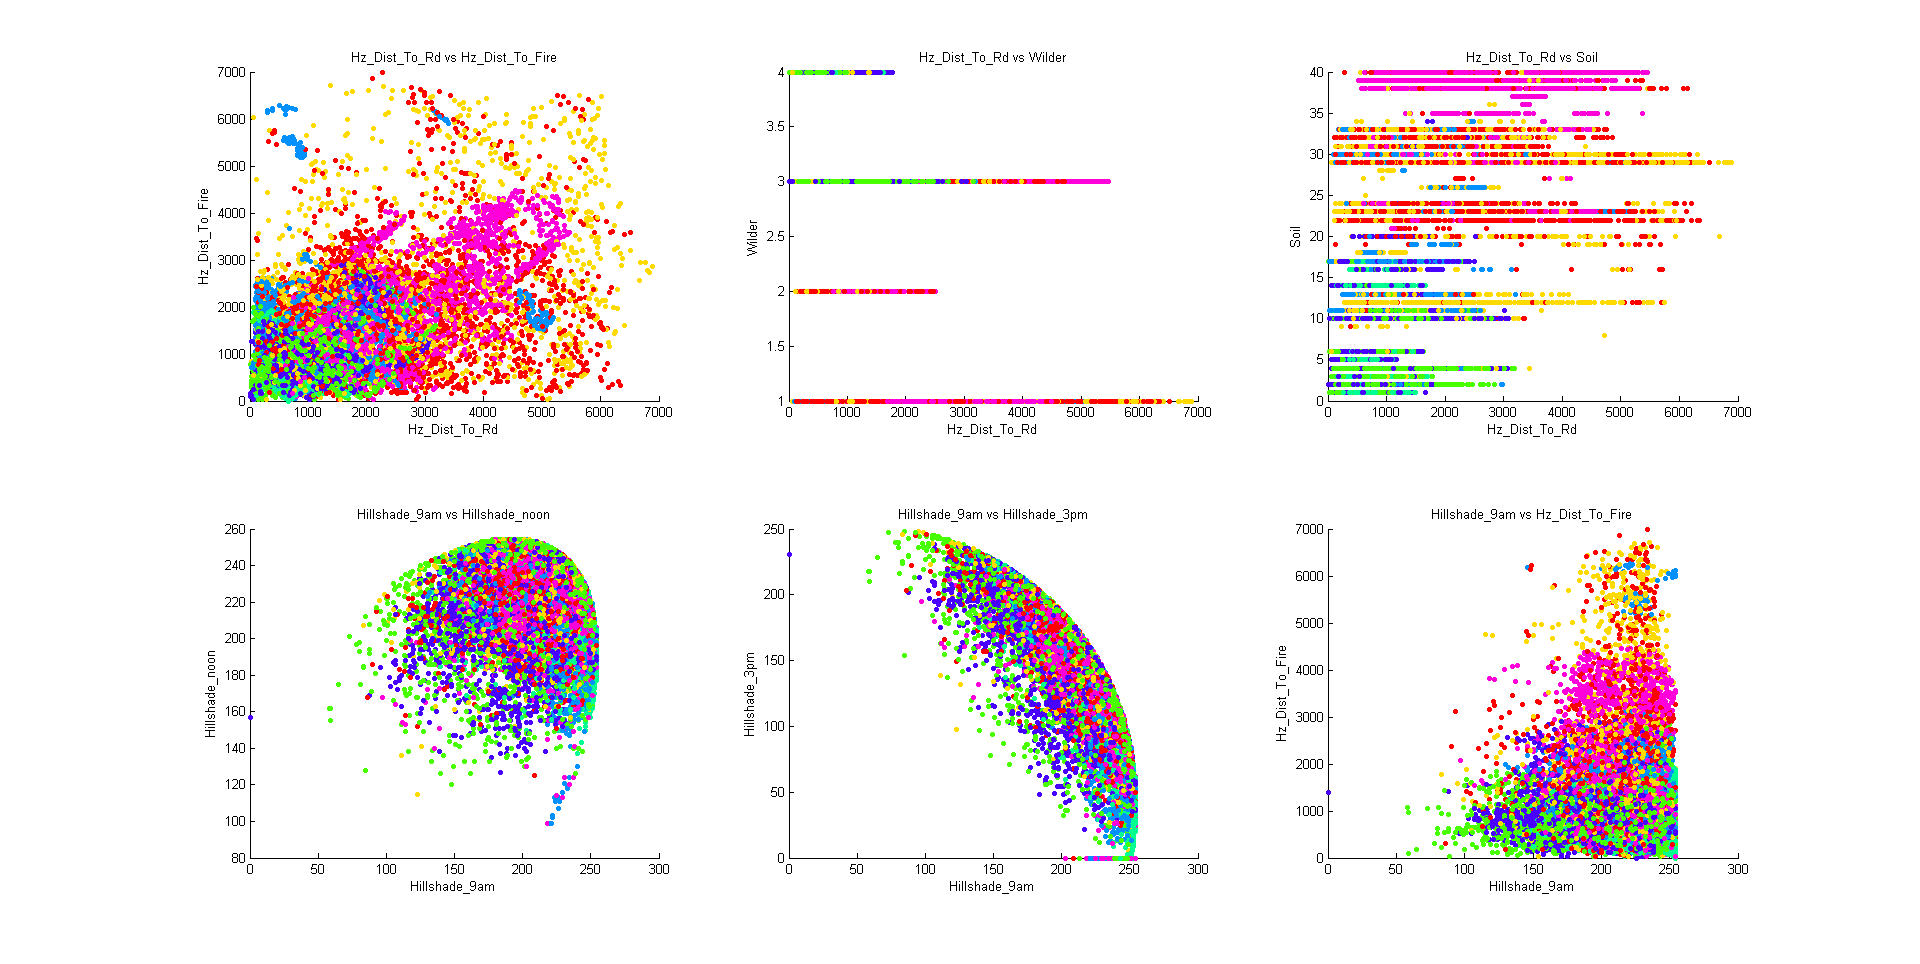 Hz_Dist_To_Rd vs Hz_Dist_To_Fire
7000
6000
5000
4000
3000
2000
1000
0
Hz_Dist_To_Fire
0 1000 2000 3000 4000 5000 6000 7000
Hz_Dist_To_Rd
Hz_Dist_To_Rd vs Wilder
4
3.5
3
2.5
2
1.5
1
Wilder
0 1000 2000 3000 4000 5000 6000 7000
Hz_Dist_To_Rd
Hz_Dist_To_Rd vs Soil
40
35
30
25
20
15
10
5
0
Soil
0 1000 2000 3000 4000 5000 6000 7000
Hz_Dist_To_Rd
Hillshade_9am vs Hillshade_noon
260
240
220
200
180
160
140
120
100
80
Hillshade_noon
0 50 100 150 200 250 300
Hillshade_9am
Hillshade_9am vs Hillshade_3pm
250
200
150
100
50
0
Hillshade_3pm
0 50 100 150 200 250 300
Hillshade_9am
Hillshade_9am vs Hz_Dist_To_Fire
7000
6000
5000
4000
3000
2000
1000
0
Hz_Dist_To_Fire
0 50 100 150 200 250 300
Hillshade_9am